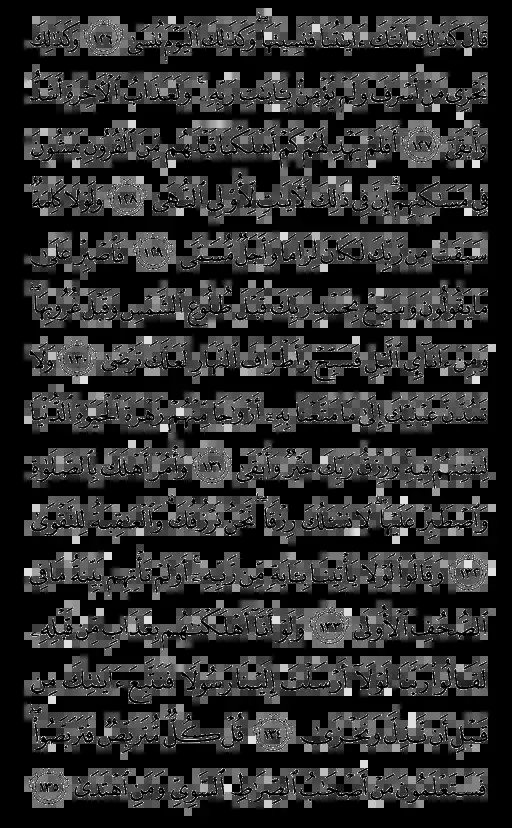 قَالَ كَذَٰلِكَ أَتَتْكَ ءَايَٰتُنَا فَنَسِيتَهَا وَكَذَٰلِكَ ٱلْيَوْمَ تُنسَىٰ ١٢٦ وَكَذَٰلِكَ
نَجْزِى مَنْ أَسْرَفَ وَلَمْ يُؤْمِنۢ بِـَٔايَٰتِ رَبِّهِۦ وَلَعَذَابُ ٱلْءَاخِرَةِ أَشَدُّ
وَأَبْقَىٰٓ ١٢٧ أَفَلَمْ يَهْدِ لَهُمْ كَمْ أَهْلَكْنَا قَبْلَهُم مِّنَ ٱلْقُرُونِ يَمْشُونَ
فِى مَسَٰكِنِهِمْ إِنَّ فِى ذَٰلِكَ لَءَايَٰتٍ لِّأُو۟لِى ٱلنُّهَىٰ ١٢٨ وَلَوْلَا كَلِمَةٌ
سَبَقَتْ مِن رَّبِّكَ لَكَانَ لِزَامًا وَأَجَلٌ مُّسَمًّى ١٢٩ فَٱصْبِرْ عَلَىٰ
مَا يَقُولُونَ وَسَبِّحْ بِحَمْدِ رَبِّكَ قَبْلَ طُلُوعِ ٱلشَّمْسِ وَقَبْلَ غُرُوبِهَا
وَمِنْ ءَانَآئِ ٱلَّيْلِ فَسَبِّحْ وَأَطْرَافَ ٱلنَّهَارِ لَعَلَّكَ تَرْضَىٰ ١٣٠ وَلَا
تَمُدَّنَّ عَيْنَيْكَ إِلَىٰ مَا مَتَّعْنَا بِهِۦٓ أَزْوَٰجًا مِّنْهُمْ زَهْرَةَ ٱلْحَيَوٰةِ ٱلدُّنْيَا
لِنَفْتِنَهُمْ فِيهِ وَرِزْقُ رَبِّكَ خَيْرٌ وَأَبْقَىٰ ١٣١ وَأْمُرْ أَهْلَكَ بِٱلصَّلَوٰةِ
وَٱصْطَبِرْ عَلَيْهَا لَا نَسْـَٔلُكَ رِزْقًا نَّحْنُ نَرْزُقُكَ وَٱلْعَٰقِبَةُ لِلتَّقْوَىٰ
١٣٢ وَقَالُوا۟ لَوْلَا يَأْتِينَا بِـَٔايَةٍ مِّن رَّبِّهِۦٓ أَوَلَمْ تَأْتِهِم بَيِّنَةُ مَا فِى
ٱلصُّحُفِ ٱلْأُولَىٰ ١٣٣ وَلَوْ أَنَّآ أَهْلَكْنَٰهُم بِعَذَابٍ مِّن قَبْلِهِۦ
لَقَالُوا۟ رَبَّنَا لَوْلَآ أَرْسَلْتَ إِلَيْنَا رَسُولًا فَنَتَّبِعَ ءَايَٰتِكَ مِن
قَبْلِ أَن نَّذِلَّ وَنَخْزَىٰ ١٣٤ قُلْ كُلٌّ مُّتَرَبِّصٌ فَتَرَبَّصُوا۟
فَسَتَعْلَمُونَ مَنْ أَصْحَٰبُ ٱلصِّرَٰطِ ٱلسَّوِىِّ وَمَنِ ٱهْتَدَىٰ ١٣٥